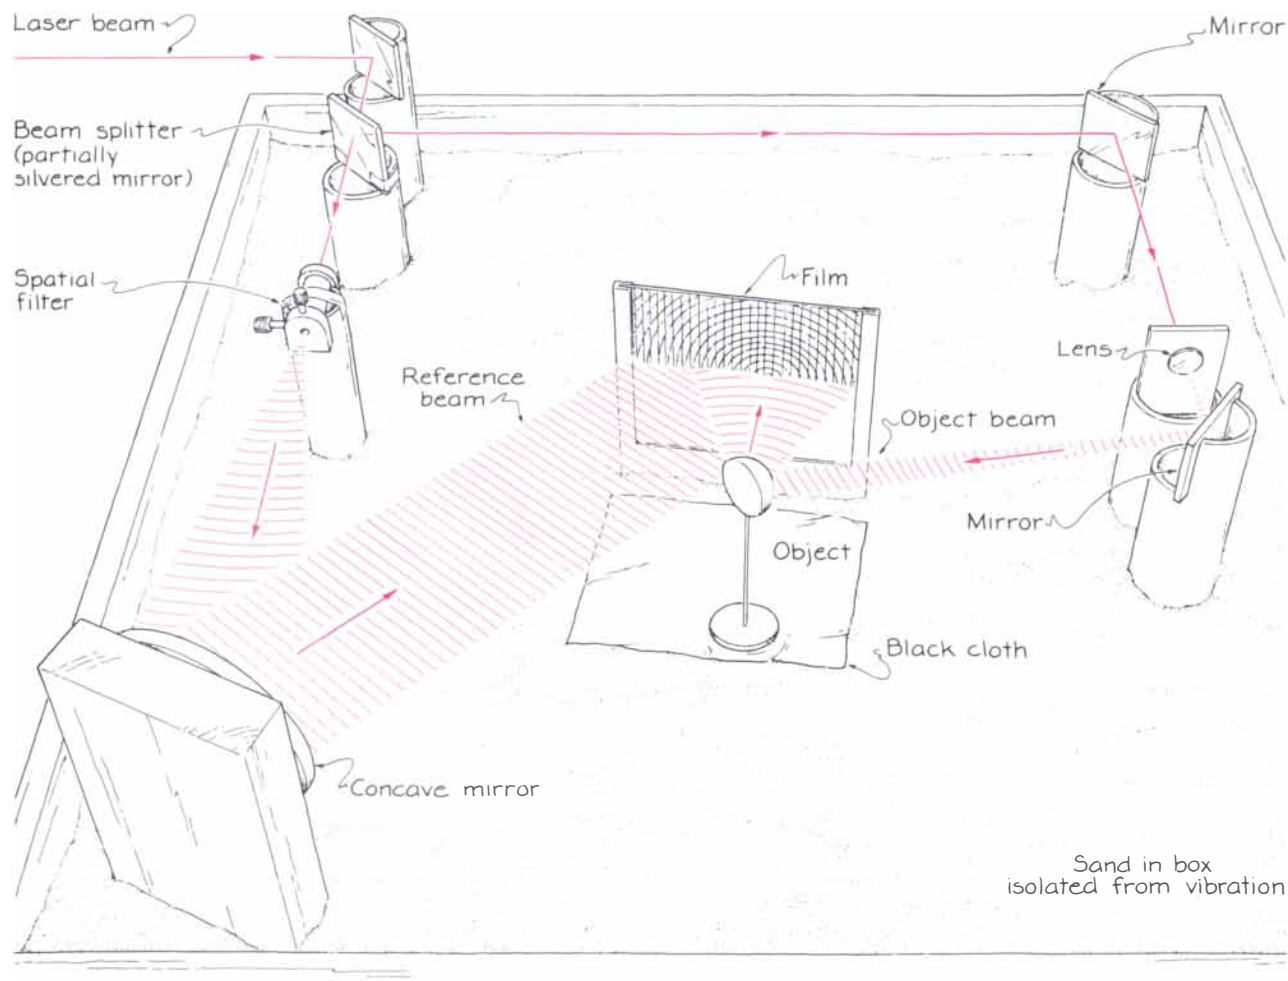 Laser beam
Mirror
Beam splitter
(partially
silvered mirror)
Spatial
filter
Film
Lens
Reference
beam
Object beam
Mirror
Object
Black cloth
Concave mirror
Sand in box
isolated from vibration